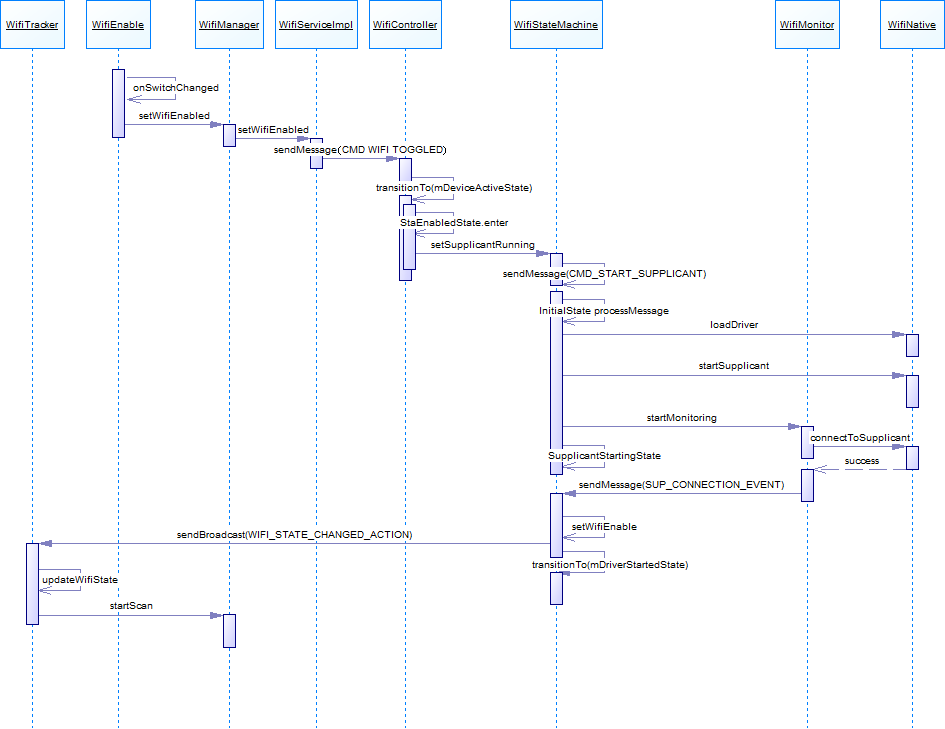 WifiTracker
WifiEnable
WifiManager
WifiServiceImpl
WifiController
WifiStateMachine
WifiMonitor
WifiNative
onSwitchChanged
setWifiEnabled
setWifiEnabled
sendMessage(CMD WIFI TOGGLED)
transitionTo(mDeviceActiveState)
StaEnabledState.enter
setSupplicantRunning
sendMessage(CMD_START_SUPPLICANT)
InitialState processMessage
loadDriver
startSupplicant
startMonitoring
connectToSupplicant
SupplicantStartingState
success
sendMessage(SUP_CONNECTION_EVENT)
setWifiEnable
sendBroadcast(WIFI_STATE_CHANGED_ACTION)
transitionTo(mDriverStartedState)
updateWifiState
startScan